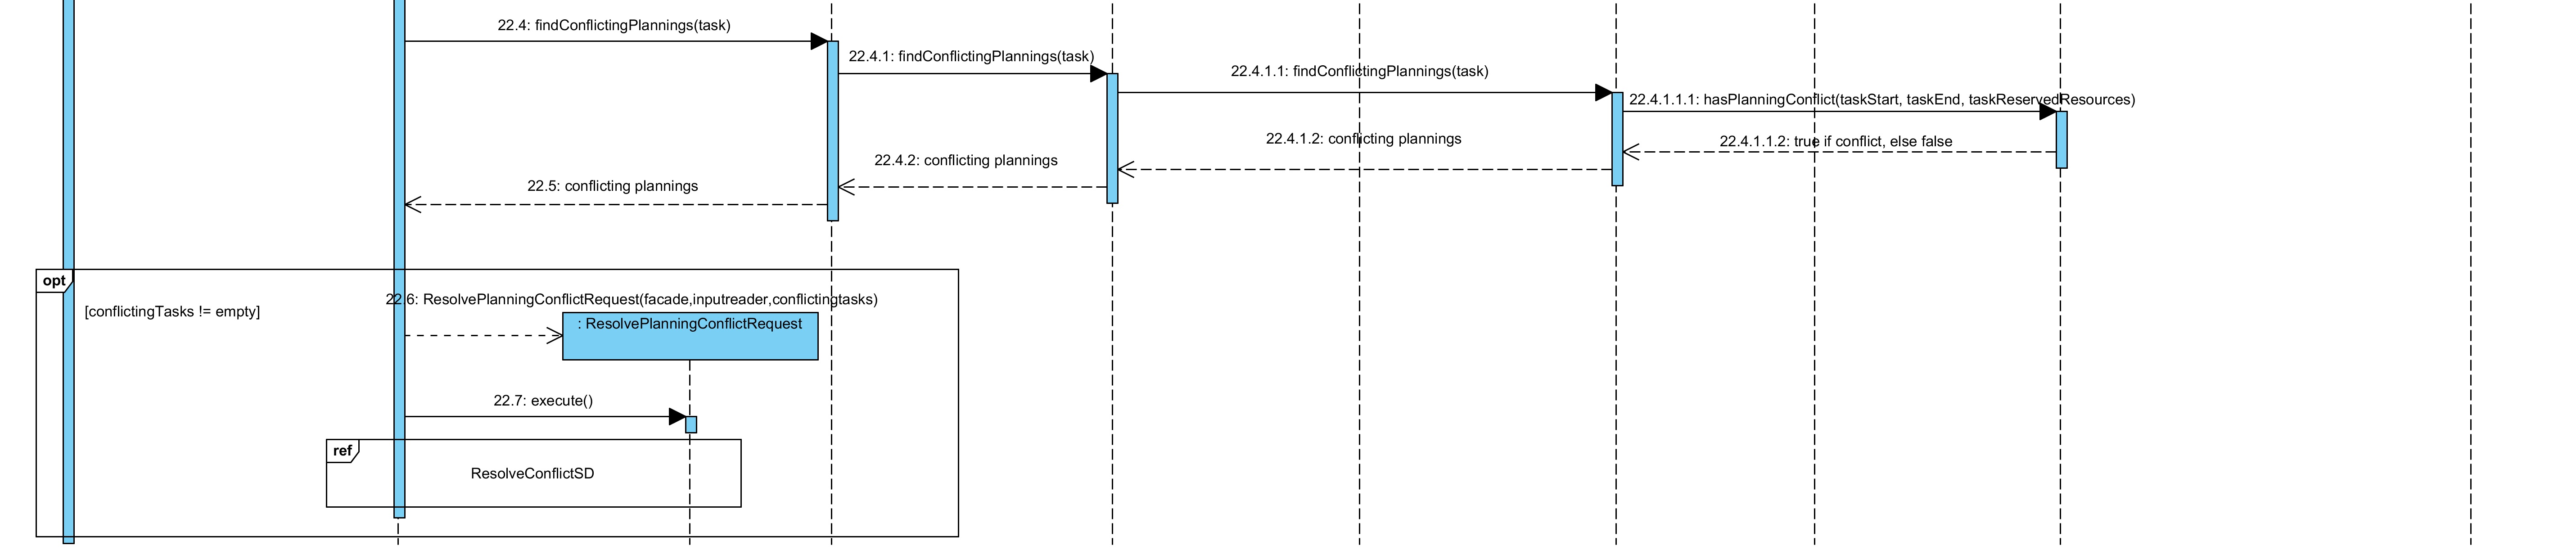 22.4: findConflictingPlannings(task)
22.4.1: findConflictingPlannings(task)
22.4.1.1: findConflictingPlannings(task)
22.4.1.1.1: hasPlanningConflict(taskStart, taskEnd, taskReservedResources)
22.4.1.1.2: true if conflict, else false
22.4.1.2: conflicting plannings
22.4.2: conflicting plannings
22.5: conflicting plannings
opt
[conflictingTasks != empty]
22.6: ResolvePlanningConflictRequest(facade,inputreader,conflictingtasks)
: ResolvePlanningConflictRequest
22.7: execute()
ref
ResolveConflictSD